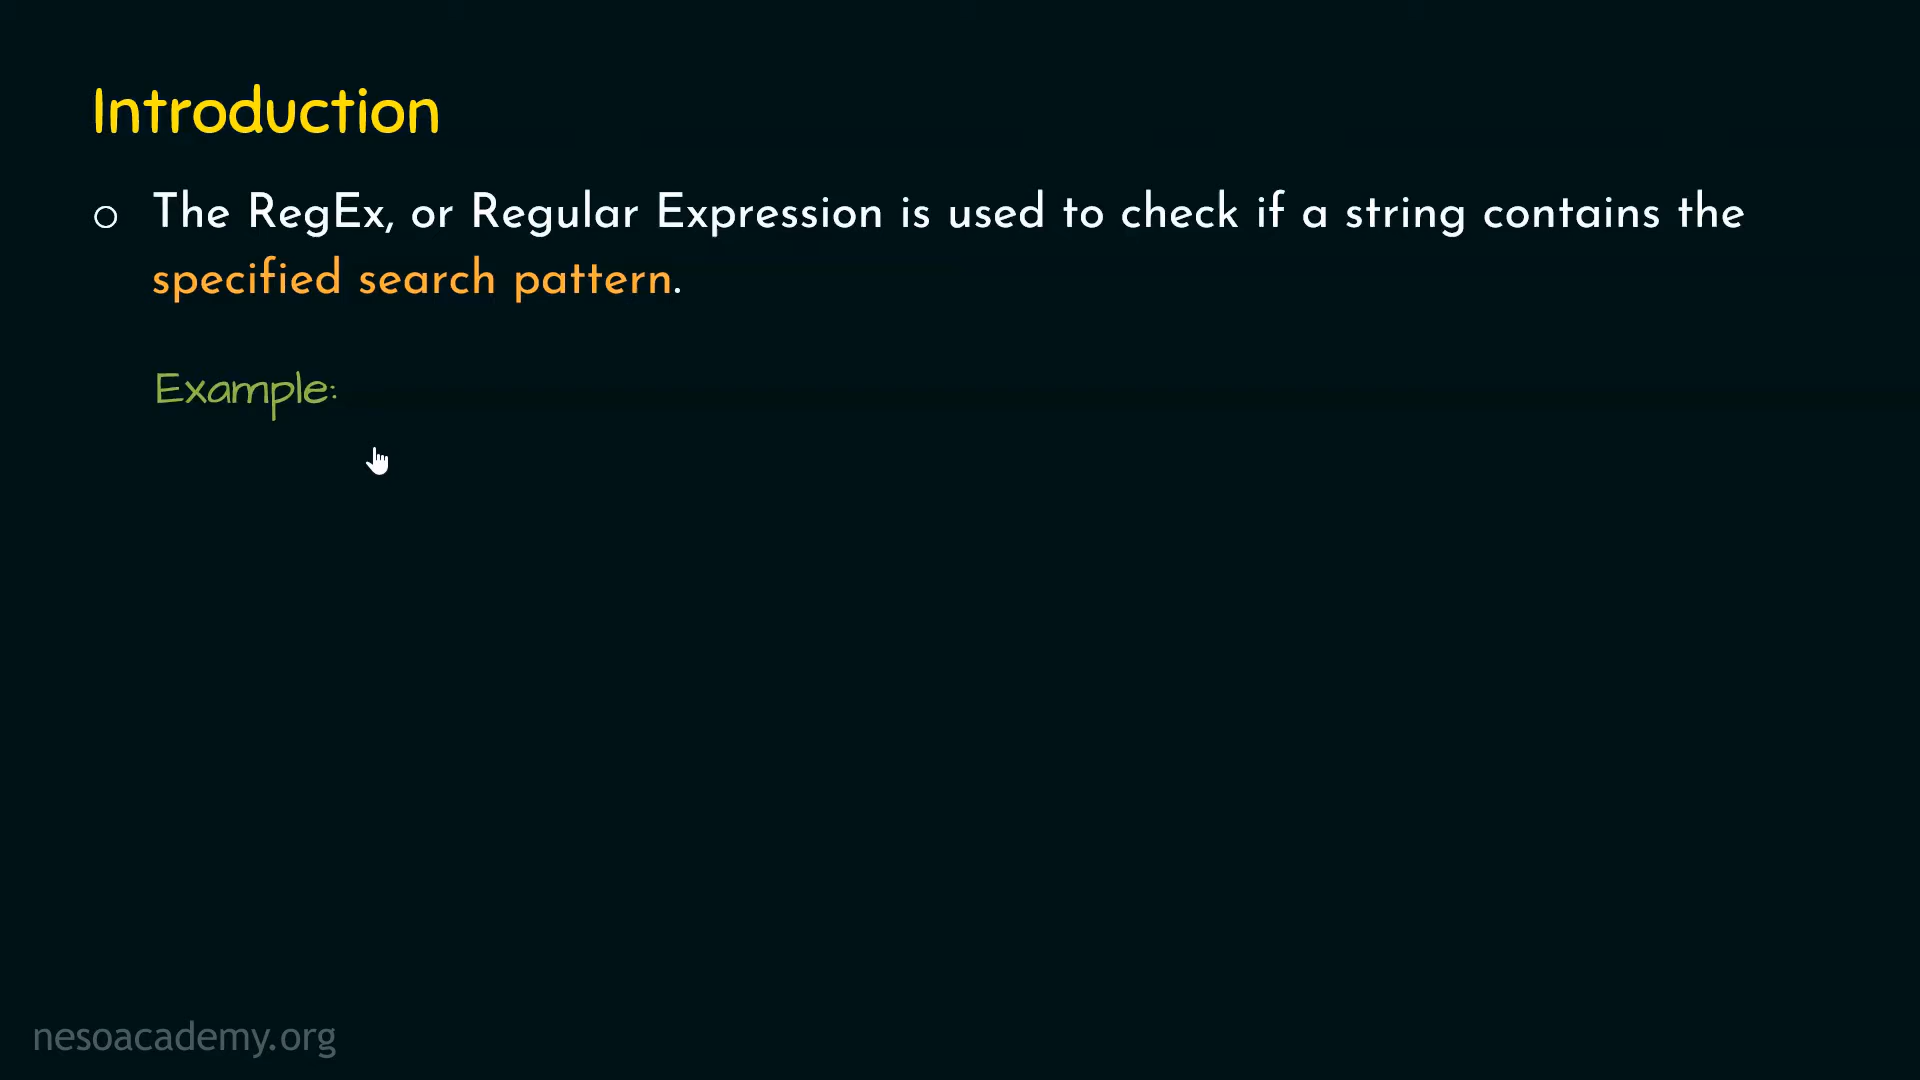 Introduction
○ The RegEx, or Regular Expression is used to check if a string contains the
specified search pattern.
Example:
nesoacademy.org